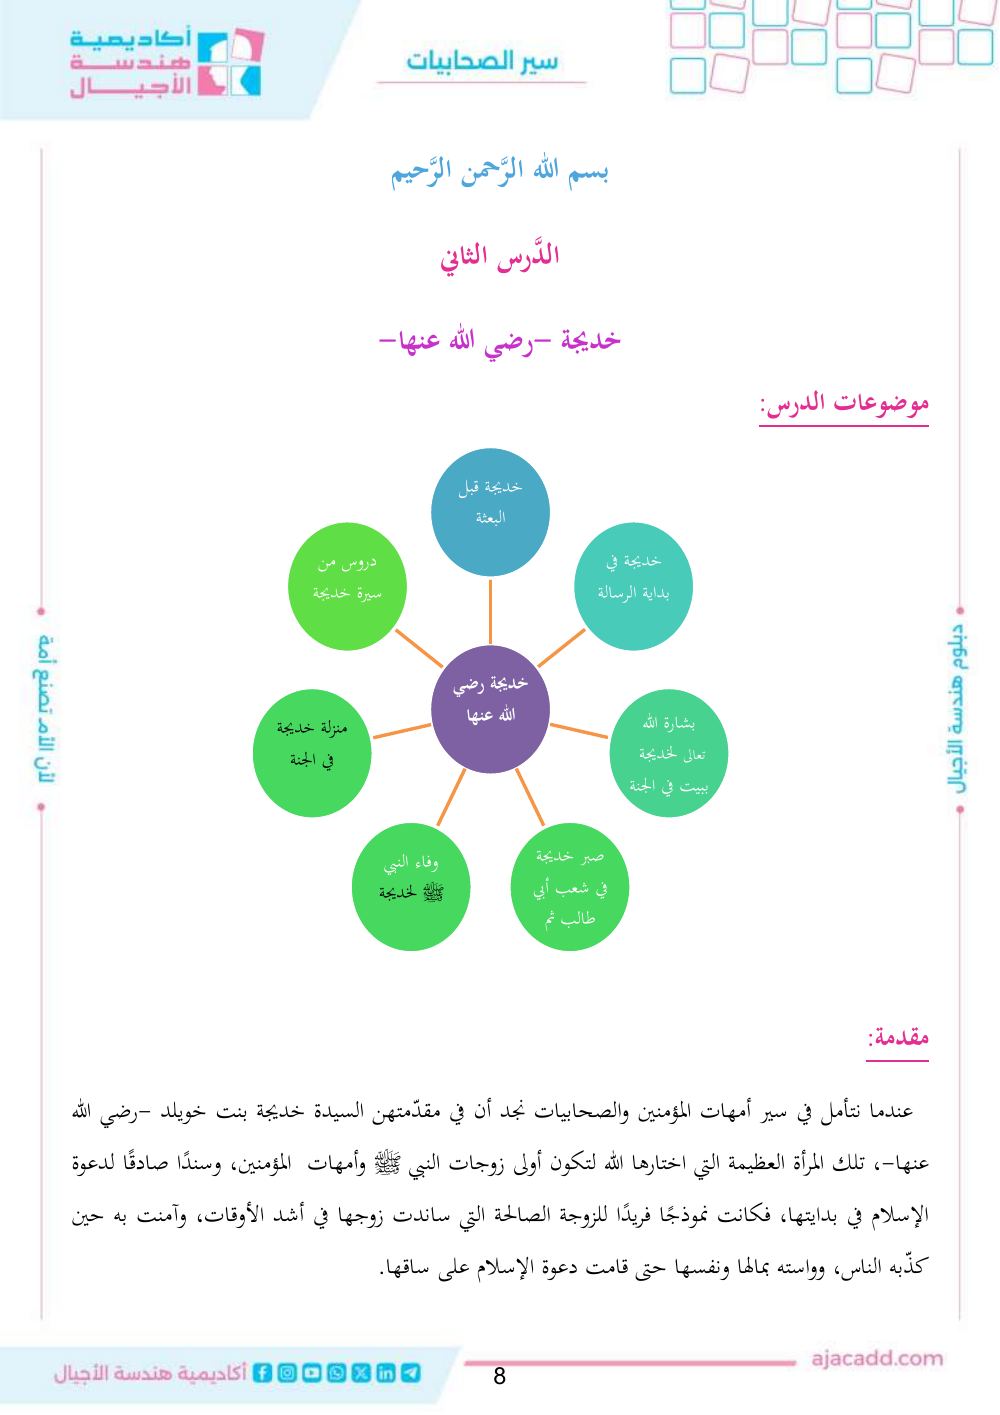 أكاديمية
هندسة
الأجيال
سير الصحابيات
بسم الله الرَّحمن الرَّحيم
الدَّرس الثاني
خديجة –رضي الله عنها–
موضوعات الدرس:
خديجة قبل
البعثة
خديجة في
بداية الرسالة
بشارة الله
تعالى لخديجة
ببيت في الجنة
صبر خديجة
في شعب أبي
طالب ثم
وفاء النبي
ﷺ لخديجة
منزلة خديجة
في الجنة
دروس من
سيرة خديجة
خديجة رضي
الله عنها
مقدمة:
عندما نتأمل في سير أمهات المؤمنين والصحابيات نجد أن في مقدّمتهن السيدة خديجة بنت خويلد –رضي الله
عنها–، تلك المرأة العظيمة التي اختارها الله لتكون أولى زوجات النبي ﷺ وأمهات المؤمنين، وسندًا صادقًا لدعوة
الإسلام في بدايتها، فكانت نموذجًا فريدًا للزوجة الصالحة التي ساندت زوجها في أشد الأوقات، وآمنت به حين
كذّبه الناس، وواسته بمالها ونفسها حتى قامت دعوة الإسلام على ساقها.
دبلوم هندسة الأجيال
لأن الأم تصنع أمة
ajacadd.com
8
أكاديمية هندسة الأجيال